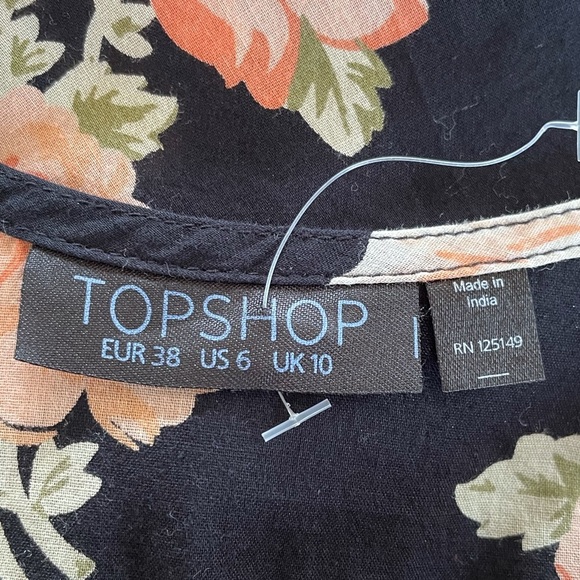 TOPSHOP
EUR 38 US 6 UK 10
Made in
India
RN 125149